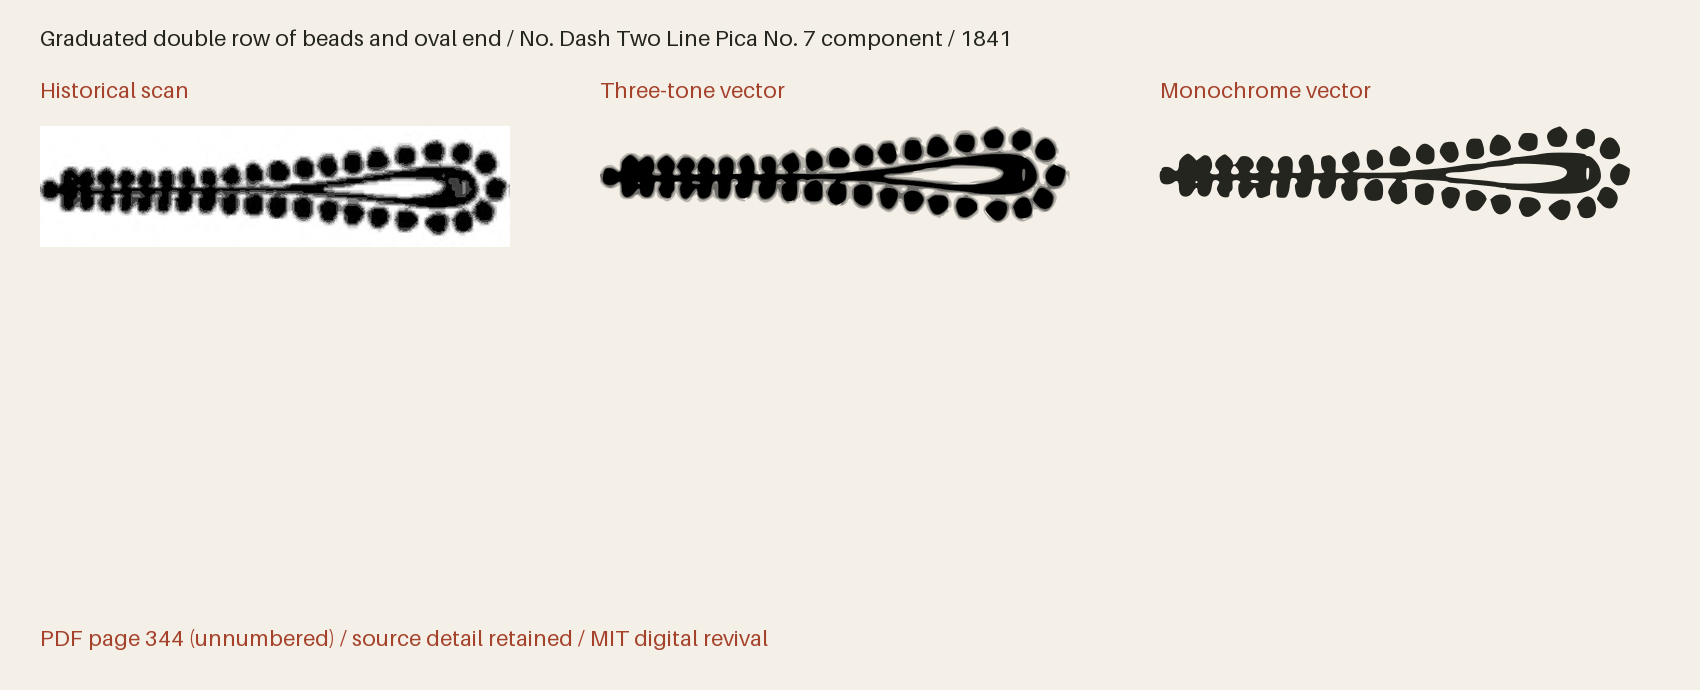 Graduated double row of beads and oval end / No. Dash Two Line Pica No. 7 component / 1841
Historical scan
Three-tone vector
Monochrome vector
PDF page 344 (unnumbered) / source detail retained / MIT digital revival